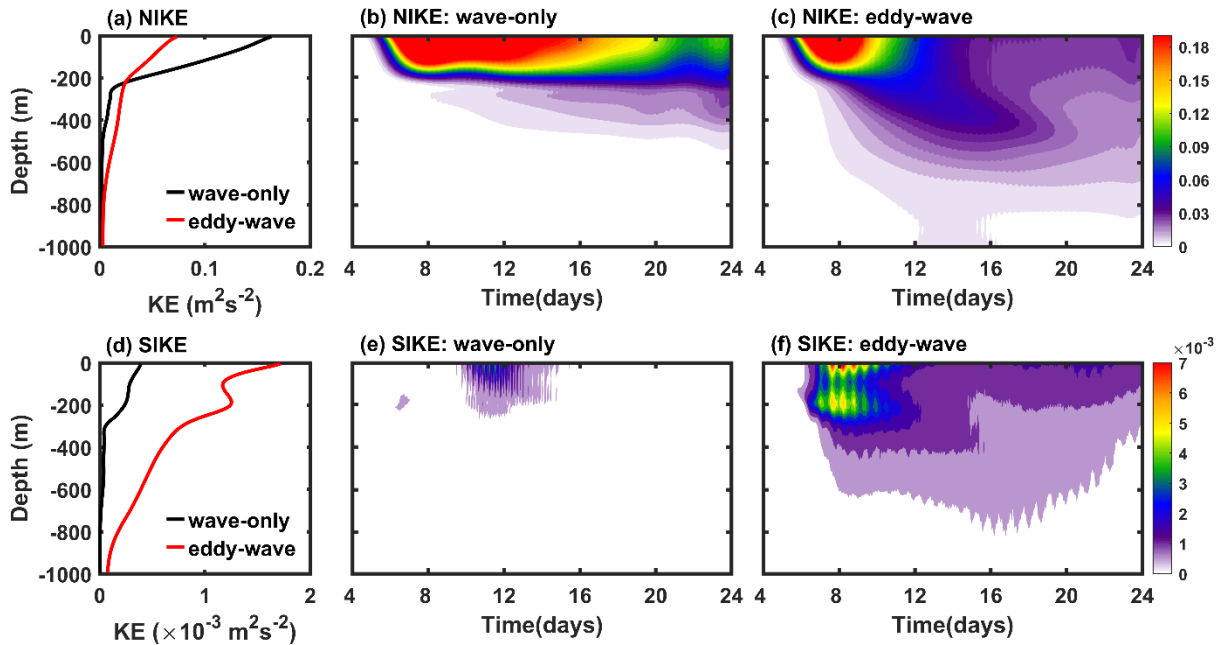 (a) NIKE
(b) NIKE: wave-only
(c) NIKE: eddy-wave
Depth (m)
0
-200
-400
-600
-800
-1000
wave-only
eddy-wave
0 0.1 0.2
KE (m²s⁻²)
4 8 12 16 20 24
Time(days)
4 8 12 16 20 24
Time(days)
0.18
0.15
0.12
0.09
0.06
0.03
0
(d) SIKE
(e) SIKE: wave-only
(f) SIKE: eddy-wave
Depth (m)
0
-200
-400
-600
-800
-1000
wave-only
eddy-wave
0 1 2
KE (×10⁻³ m²s⁻²)
4 8 12 16 20 24
Time(days)
4 8 12 16 20 24
Time(days)
×10⁻³
7
6
5
4
3
2
1
0